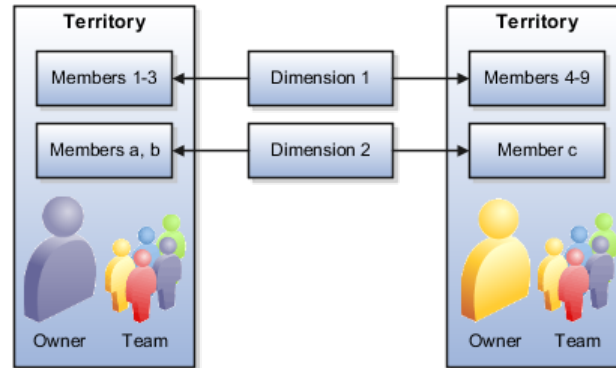 Territory
Territory
Members 1-3
Dimension 1
Members 4-9
Members a, b
Dimension 2
Member c
Owner
Team
Owner
Team